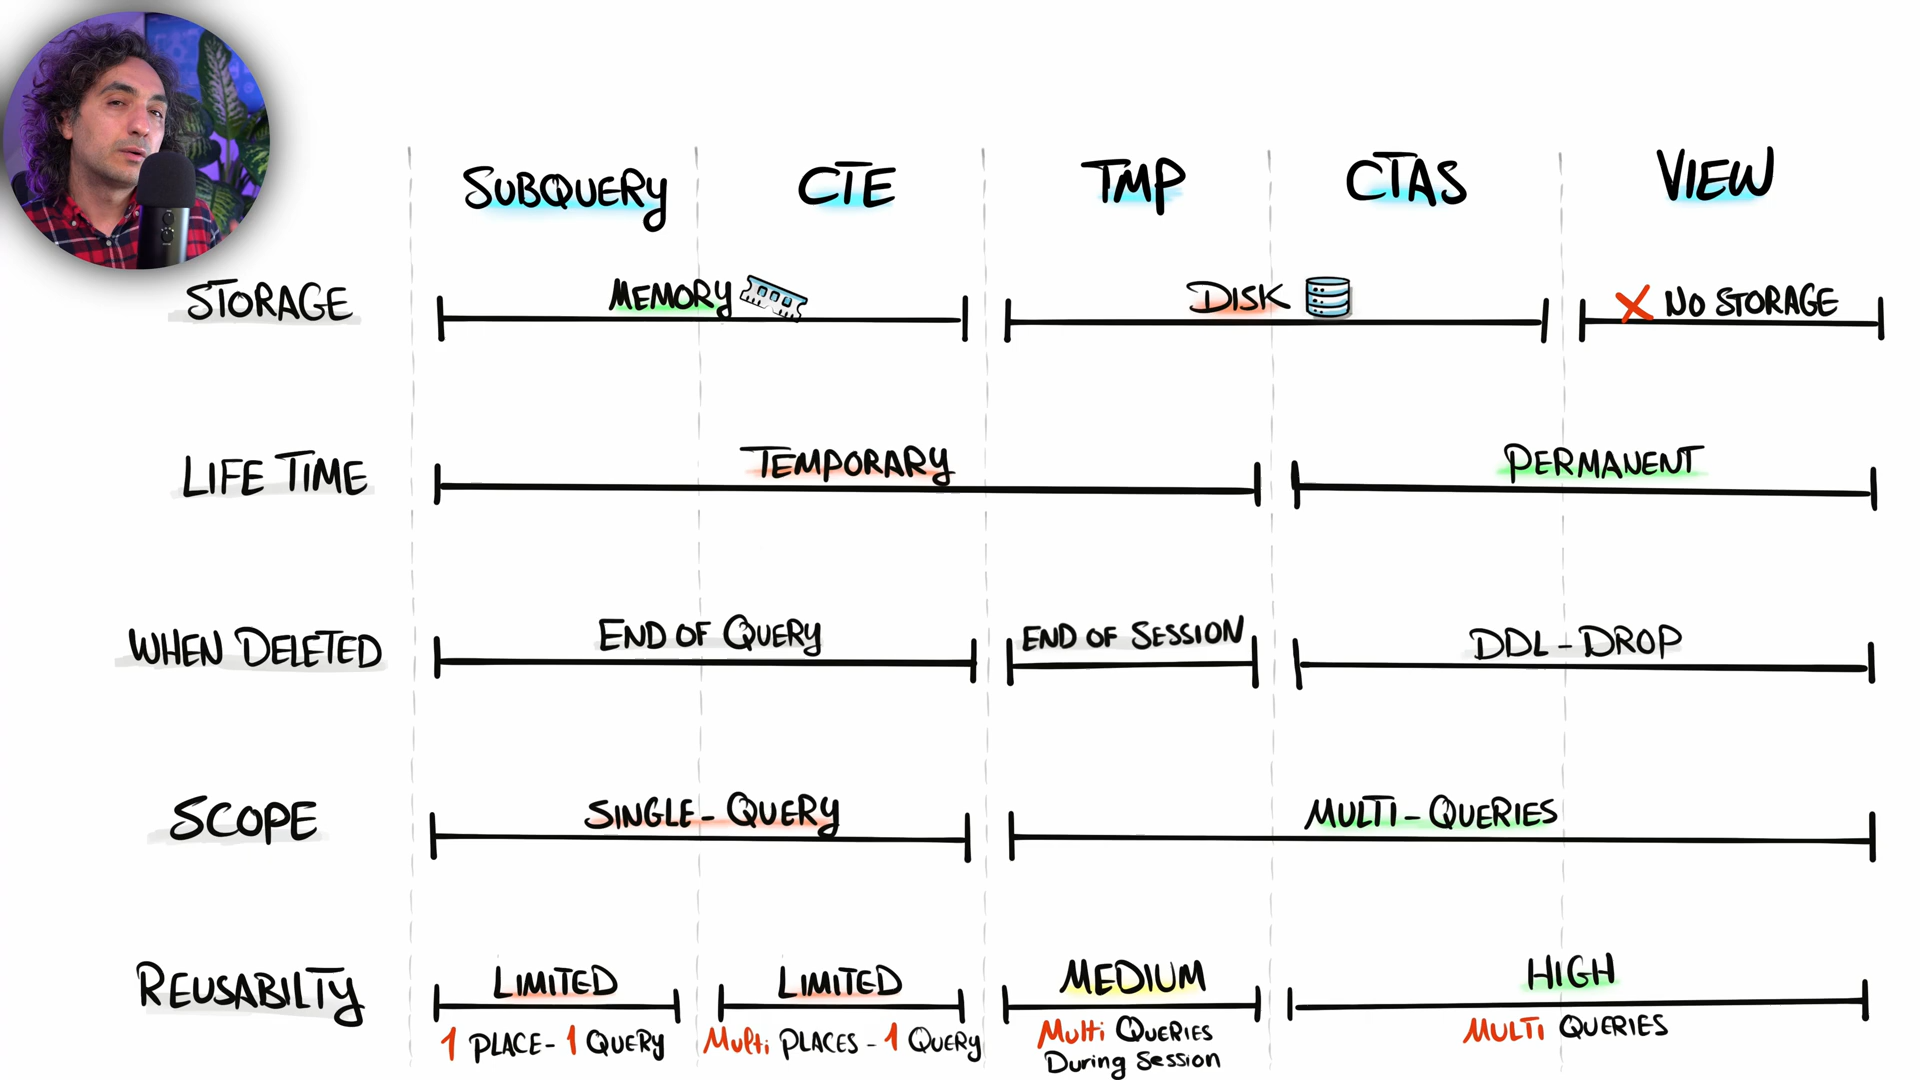 SUBQUERY CTE TMP CTAS VIEW
STORAGE MEMORY DISK X NO STORAGE
LIFE TIME TEMPORARY PERMANENT
WHEN DELETED END OF QUERY END OF SESSION DDL - DROP
SCOPE SINGLE - QUERY MULTI - QUERIES
REUSABILTY LIMITED LIMITED MEDIUM HIGH
1 PLACE - 1 QUERY Multi PLACES - 1 QUERY Multi QUERIES MULTI QUERIES
During Session